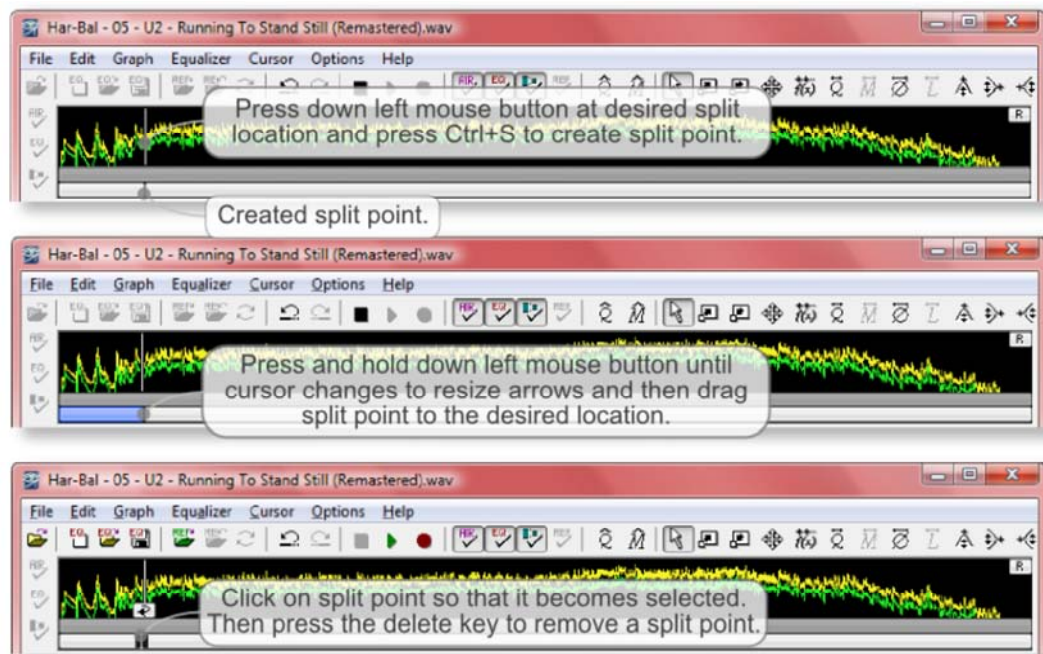 Har-Bal - 05 - U2 - Running To Stand Still (Remastered).wav
File Edit Graph Equalizer Cursor Options Help
Press down left mouse button at desired split
location and press Ctrl+S to create split point.
R
Created split point.
Har-Bal - 05 - U2 - Running To Stand Still (Remastered).wav
File Edit Graph Equalizer Cursor Options Help
Press and hold down left mouse button until
cursor changes to resize arrows and then drag
split point to the desired location.
R
Har-Bal - 05 - U2 - Running To Stand Still (Remastered).wav
File Edit Graph Equalizer Cursor Options Help
R
Click on split point so that it becomes selected.
Then press the delete key to remove a split point.